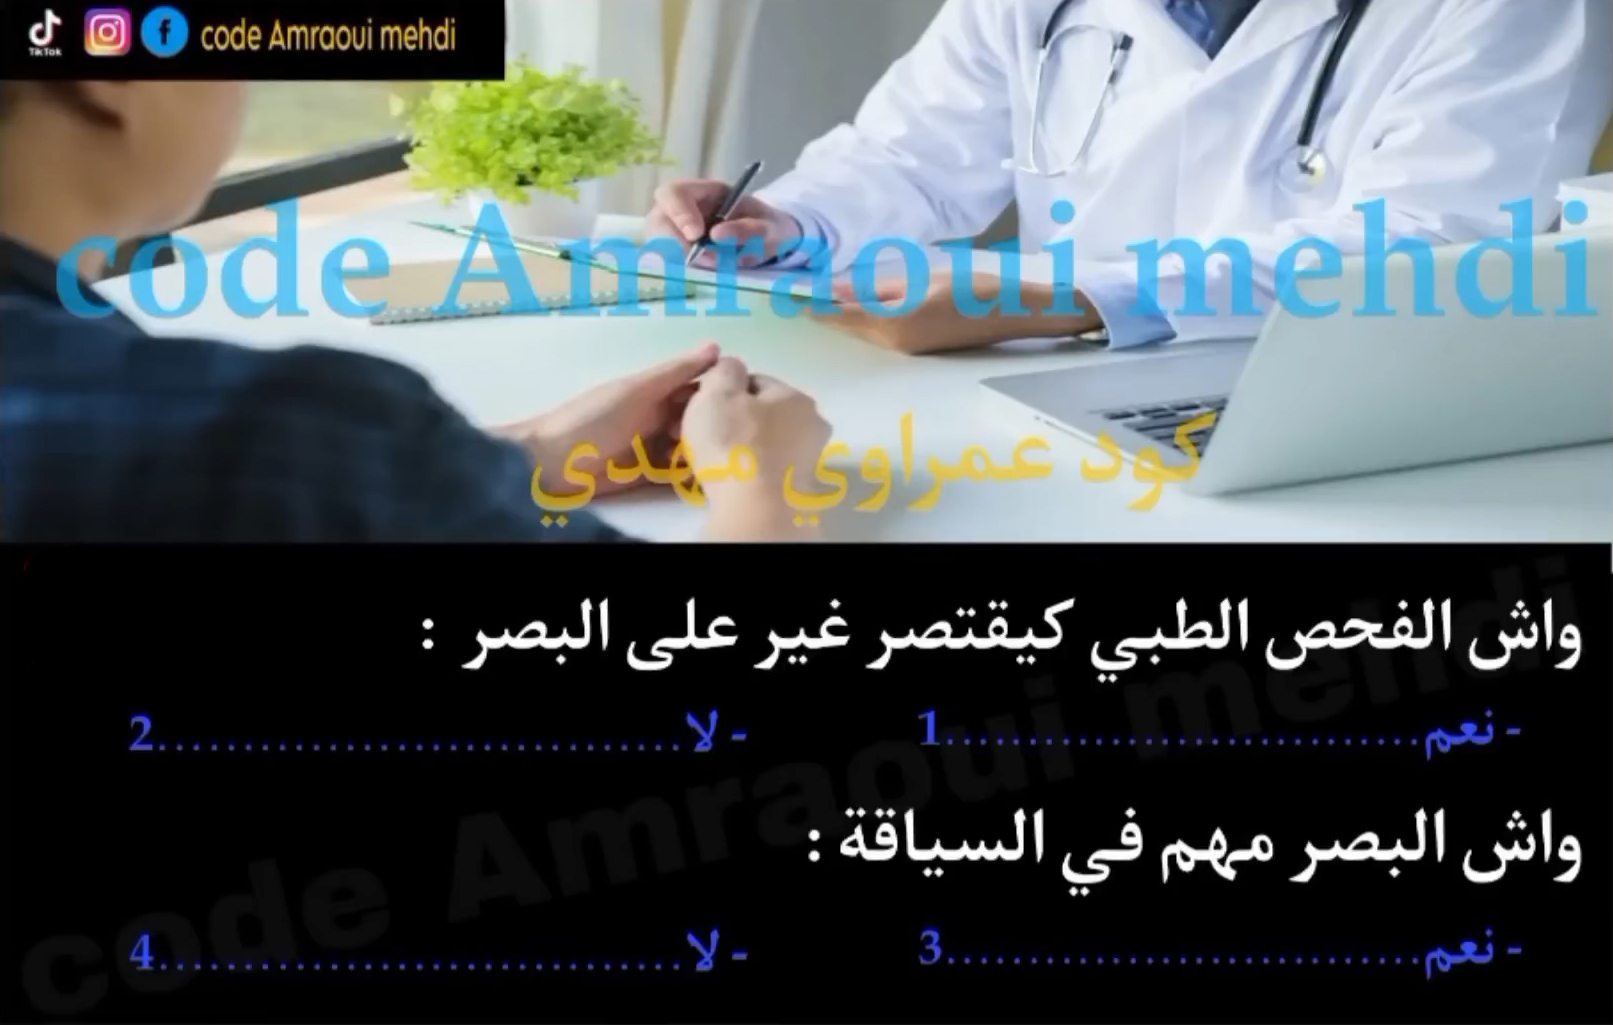 TikTok
code Amraoui mehdi
code Amraoui mehdi
كود عمراوي مهدي
واش الفحص الطبي كيقتصر غير على البصر :
- نعم.............................1 - لا................................2
واش البصر مهم في السياقة :
- نعم.............................3 - لا................................4
code Amraoui mehdi